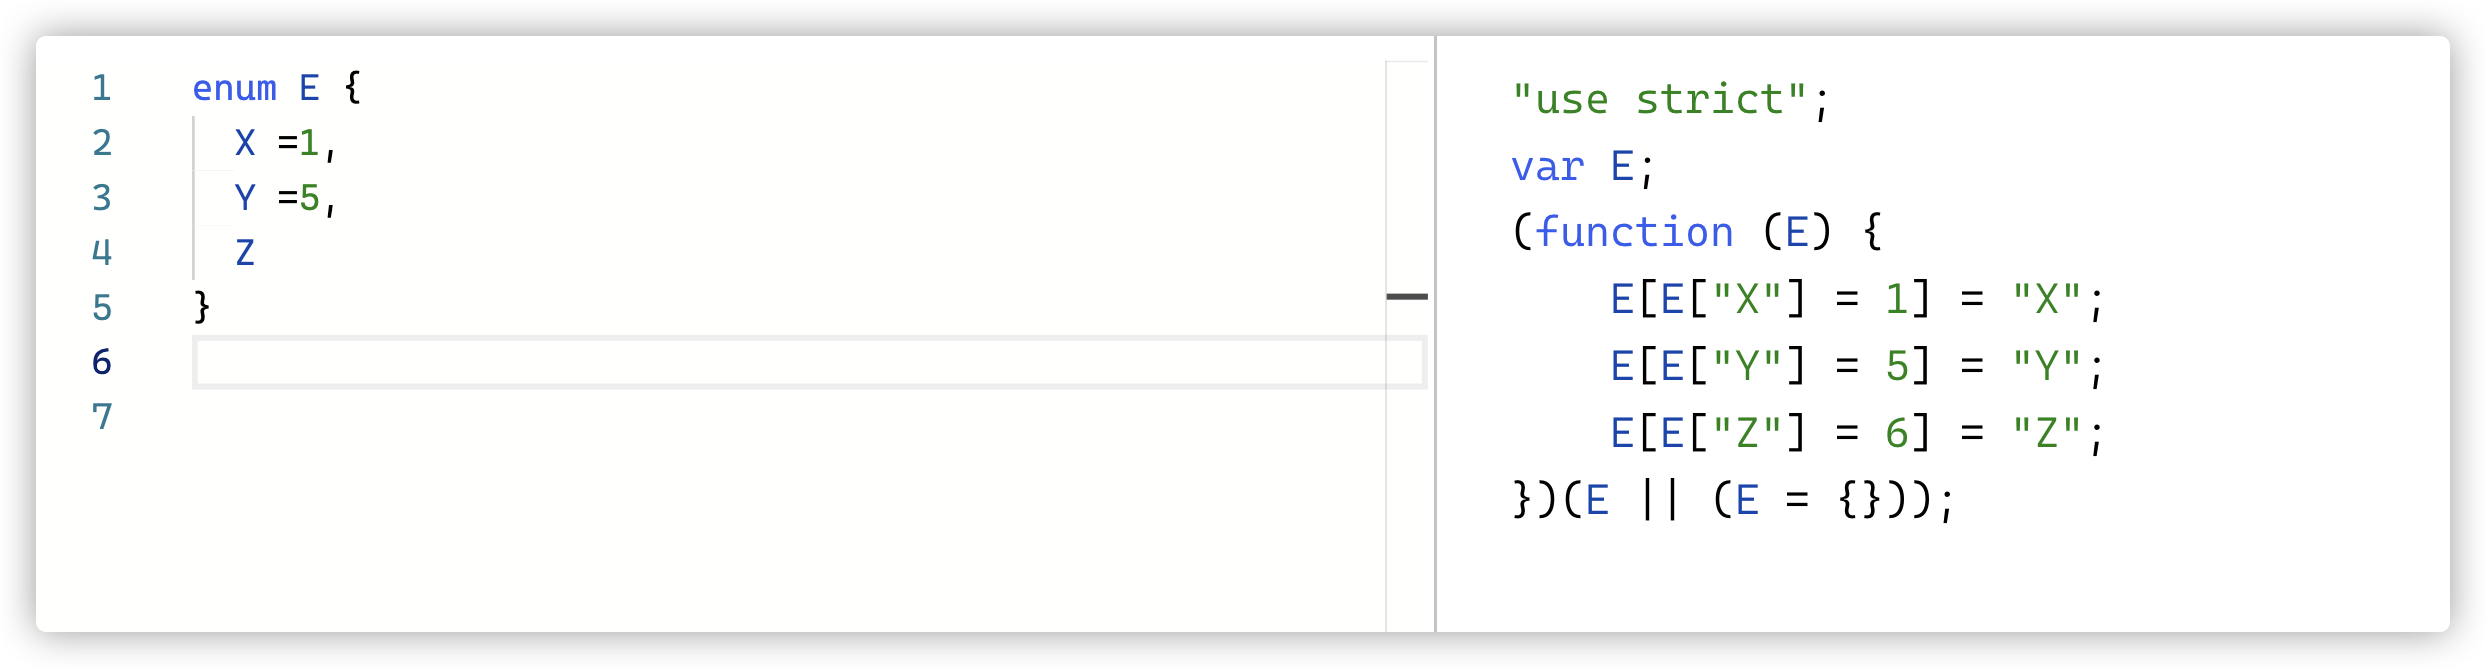 1 enum E {
2 X =1,
3 Y =5,
4 Z
5 }
6
7
"use strict";
var E;
(function (E) {
    E[E["X"] = 1] = "X";
    E[E["Y"] = 5] = "Y";
    E[E["Z"] = 6] = "Z";
})(E || (E = {}));